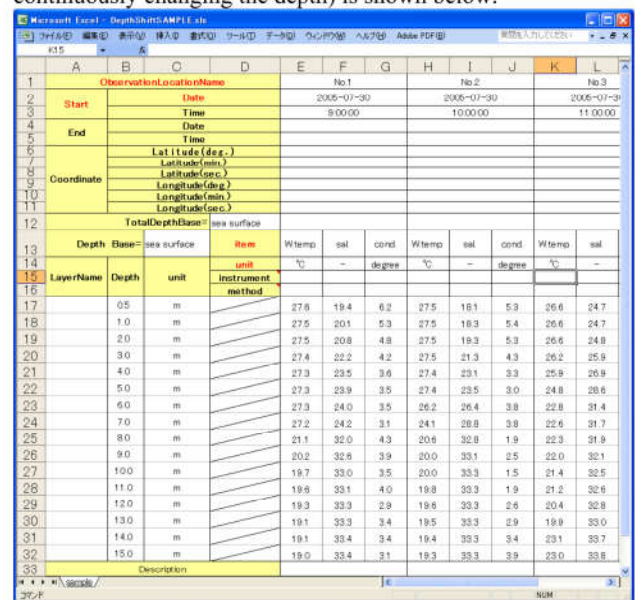 continuously changing the depth) is shown below.
Microsoft Excel - DepthShiftSAMPLE.xls
ファイル(F) 編集(E) 表示(V) 挿入(I) 書式(O) ツール(T) データ(D) ウィンドウ(W) ヘルプ(H) Adobe PDF(B)
K15 fx
A B C D E F G H I J K L
1 ObservationLocationName No.1 No.2 No.3
2 Start Date 2005-07-30 2005-07-30 2005-07-3
3 Time 9:00:00 10:00:00 11:00:00
4 End Date
5 Time
6 Coordinate Latitude(deg.)
7 Latitude(min.)
8 Latitude(sec.)
9 Longitude(deg.)
10 Longitude(min.)
11 Longitude(sec.)
12 TotalDepthBase= sea surface
13 Depth Base= sea surface item W.temp sal cond W.temp sal cond W.temp sal
14 unit ℃ - degree ℃ - degree ℃ -
15 LayerName Depth unit instrument
16 method
17 0.5 m 27.6 19.4 6.2 27.5 18.1 5.3 26.6 24.7
18 1.0 m 27.5 20.1 5.3 27.5 18.3 5.4 26.6 24.7
19 2.0 m 27.5 20.8 4.8 27.5 19.3 5.3 26.6 24.8
20 3.0 m 27.4 22.2 4.2 27.5 21.3 4.3 26.2 25.9
21 4.0 m 27.3 23.5 3.6 27.4 23.1 3.3 25.9 26.9
22 5.0 m 27.3 23.9 3.5 27.4 23.5 3.0 24.8 28.6
23 6.0 m 27.3 24.0 3.5 26.2 26.4 3.8 22.8 31.4
24 7.0 m 27.2 24.2 3.1 24.1 28.8 3.8 22.6 31.7
25 8.0 m 21.1 32.0 4.3 20.6 32.8 1.9 22.3 31.9
26 9.0 m 20.2 32.6 3.9 20.0 33.1 2.5 22.0 32.1
27 10.0 m 19.7 33.0 3.5 20.0 33.3 1.5 21.4 32.5
28 11.0 m 19.6 33.1 4.0 19.8 33.3 1.9 21.2 32.6
29 12.0 m 19.3 33.3 2.9 19.6 33.3 2.6 20.4 32.8
30 13.0 m 19.1 33.3 3.4 19.5 33.3 2.9 19.9 33.0
31 14.0 m 19.1 33.4 3.4 19.4 33.3 3.4 23.1 33.7
32 15.0 m 19.0 33.4 3.1 19.3 33.3 3.9 23.0 33.8
33 Description
sample
コマンド NUM